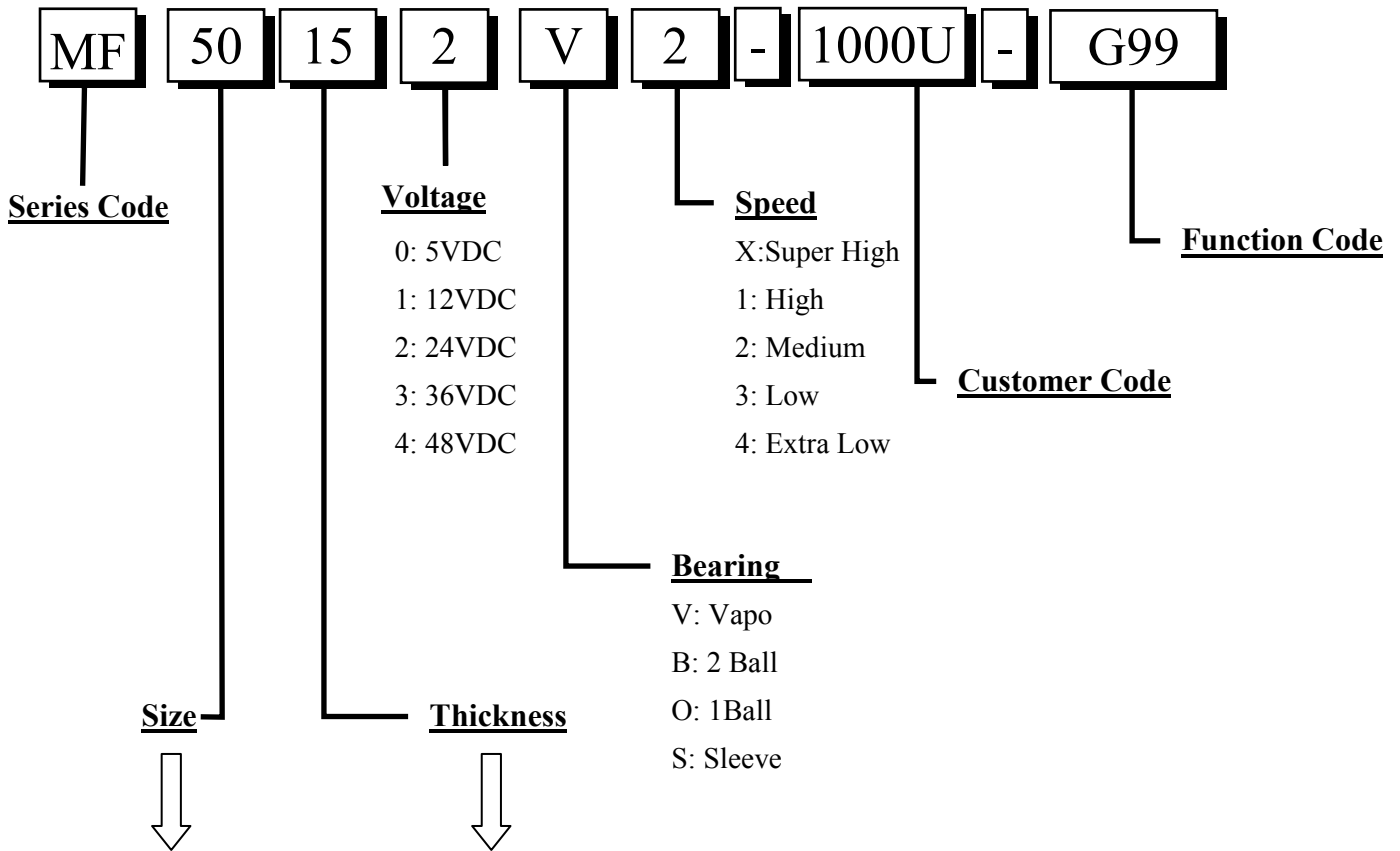 MF 50 15 2 V 2 - 1000U - G99
Series Code
Voltage
0: 5VDC
1: 12VDC
2: 24VDC
3: 36VDC
4: 48VDC
Speed
X:Super High
1: High
2: Medium
3: Low
4: Extra Low
Function Code
Customer Code
Bearing
V: Vapo
B: 2 Ball
O: 1Ball
S: Sleeve
Size
Thickness